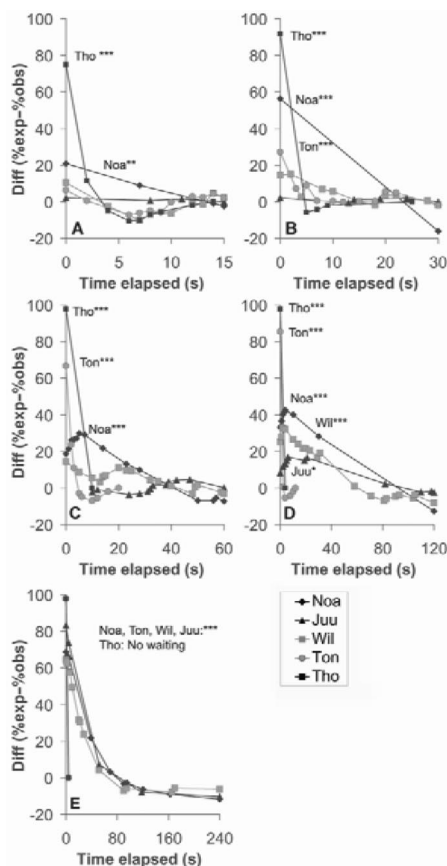 100
80
60
40
20
0
-20
Diff (%exp–%obs)
Tho ***
Noa**
A
0 5 10 15
Time elapsed (s)
100
80
60
40
20
0
-20
Tho***
Noa***
Ton***
B
0 10 20 30
Time elapsed (s)
100
80
60
40
20
0
-20
Diff (%exp–%obs)
Tho***
Ton***
Noa***
C
0 20 40 60
Time elapsed (s)
100
80
60
40
20
0
-20
Tho***
Ton***
Noa***
Wil***
Juu*
D
0 30 60 90 120
Time elapsed (s)
100
80
60
40
20
0
-20
Diff (%exp–%obs)
Noa, Ton, Wil, Juu:***
Tho: No waiting
E
0 80 160 240
Time elapsed (s)
Noa
Juu
Wil
Ton
Tho